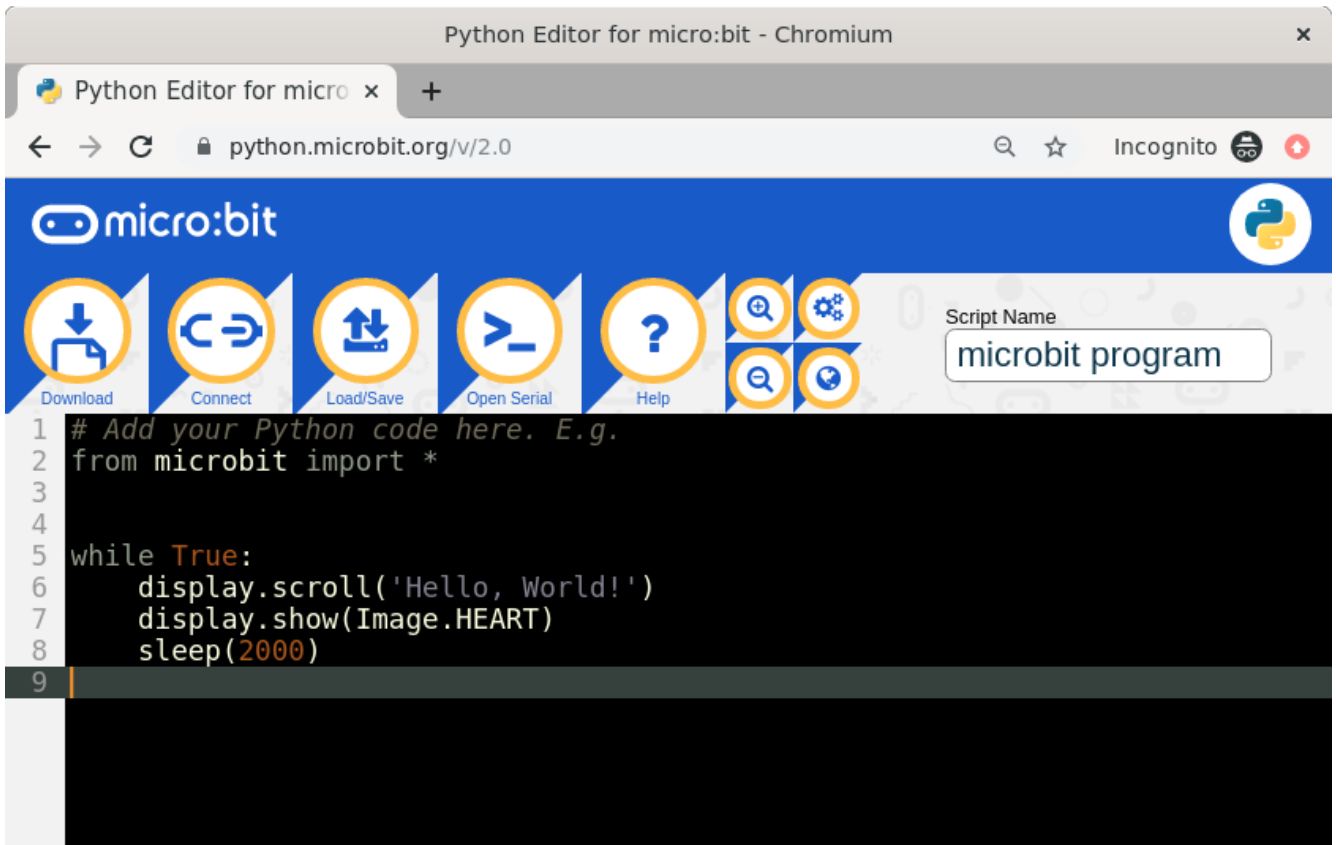 Python Editor for micro:bit - Chromium
Python Editor for micro
python.microbit.org/v/2.0
Incognito
micro:bit
Download Connect Load/Save Open Serial Help
Script Name
microbit program
1 # Add your Python code here. E.g.
2 from microbit import *
3
4
5 while True:
6     display.scroll('Hello, World!')
7     display.show(Image.HEART)
8     sleep(2000)
9